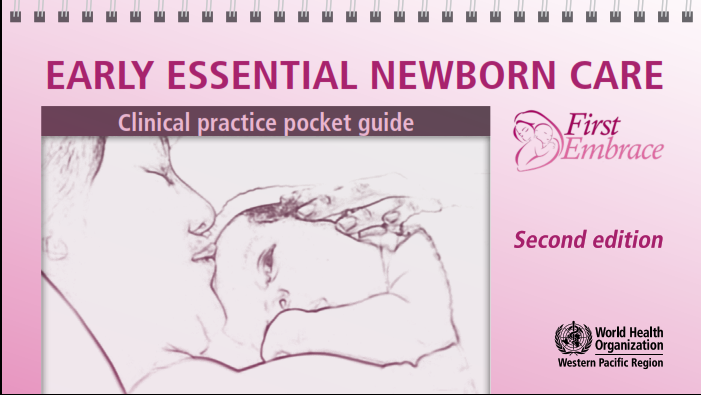 EARLY ESSENTIAL NEWBORN CARE
Clinical practice pocket guide
First
Embrace
Second edition
World Health
Organization
Western Pacific Region